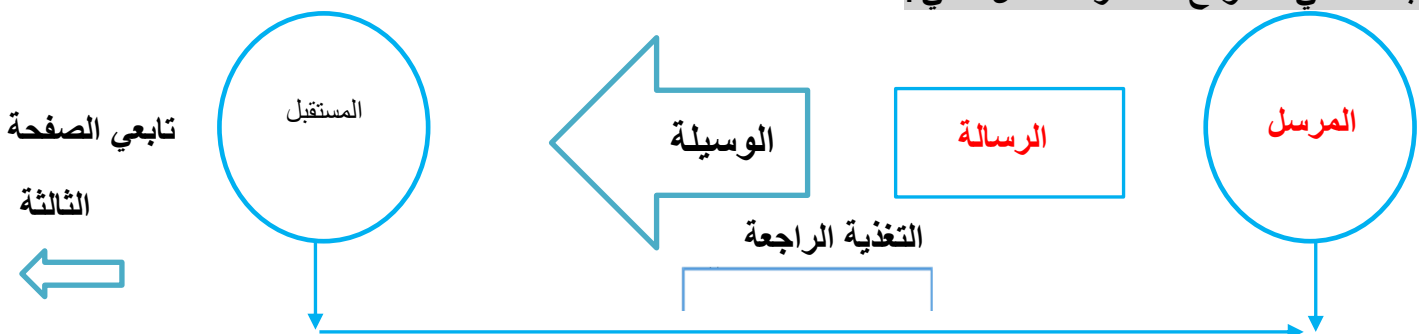 المرسل
الرسالة
الوسيلة
المستقبل
التغذية الراجعة
تابعي الصفحة
الثالثة